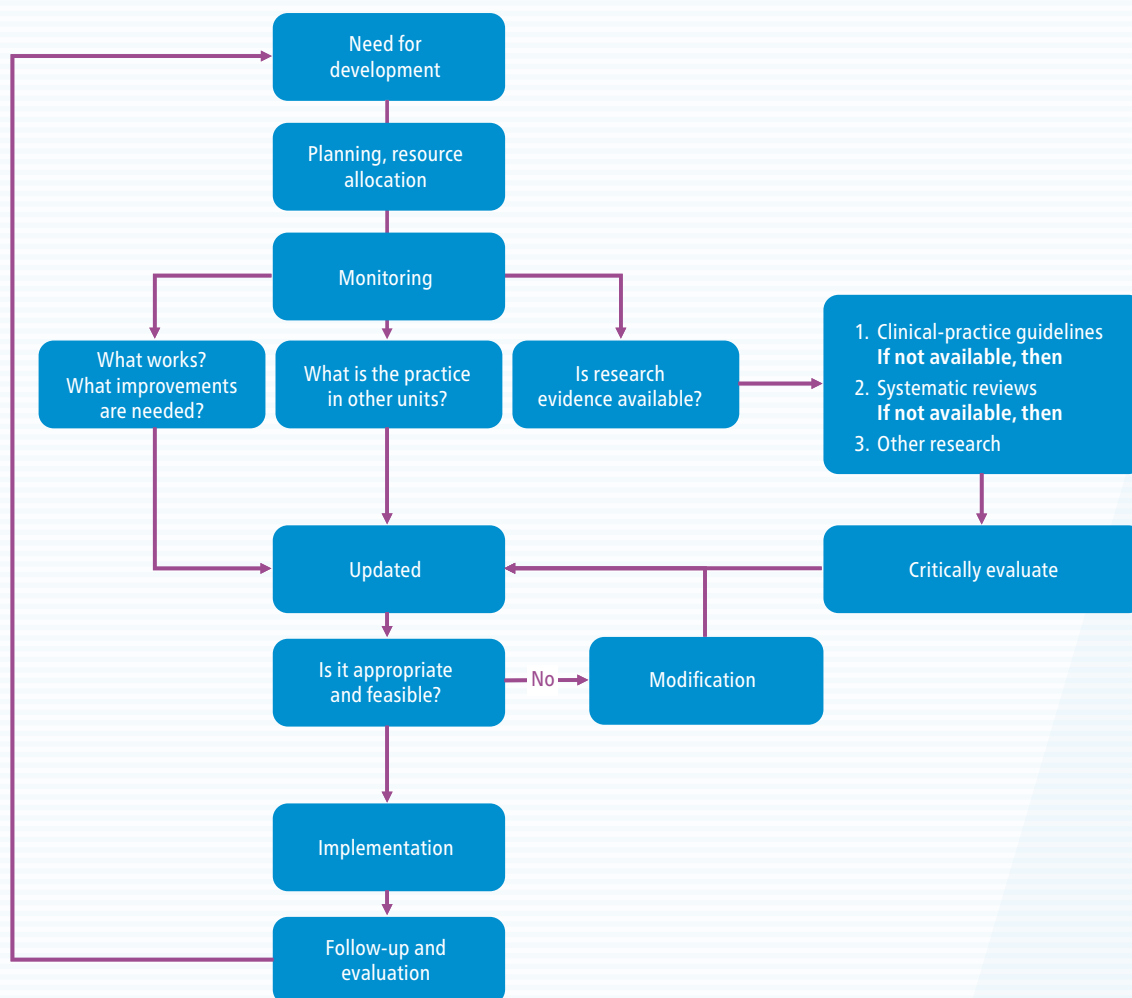 Need for
development
Planning, resource
allocation
Monitoring
What works?
What improvements
are needed?
What is the practice
in other units?
Is research
evidence available?
1. Clinical-practice guidelines
If not available, then
2. Systematic reviews
If not available, then
3. Other research
Updated
Critically evaluate
Is it appropriate
and feasible?
No
Modification
Implementation
Follow-up and
evaluation